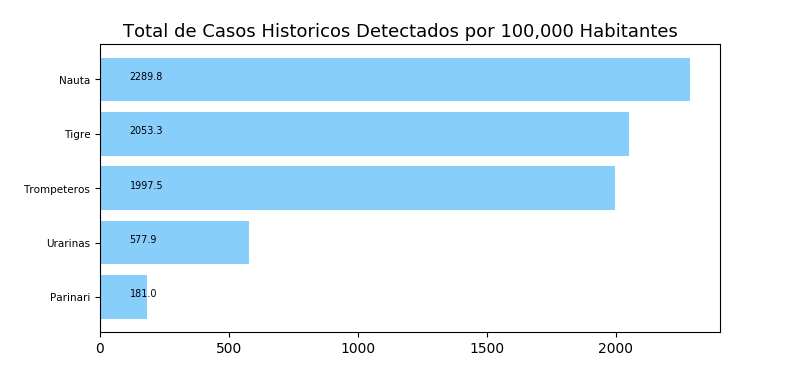 Total de Casos Historicos Detectados por 100,000 Habitantes
Nauta 2289.8
Tigre 2053.3
Trompeteros 1997.5
Urarinas 577.9
Parinari 181.0
0 500 1000 1500 2000